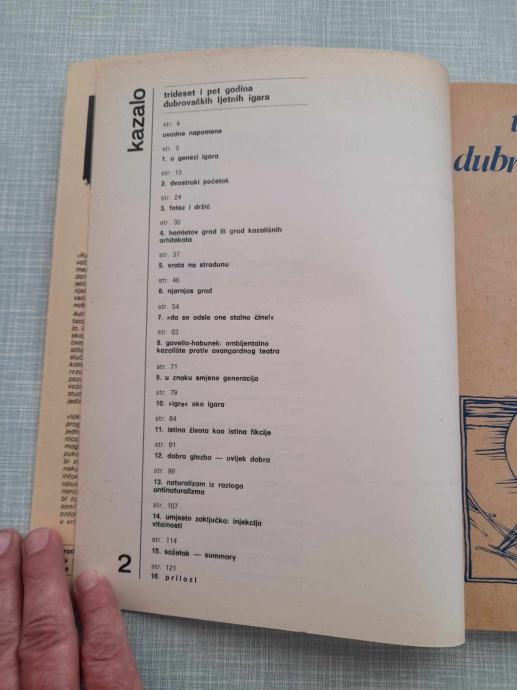 kazalo
trideset i pet godina
dubrovačkih ljetnih igara
str. 4
uvodne napomene
str. 5
1. o genezi igara
str. 15
2. dvostruki početak
str. 24
3. fotez i držić
str. 30
4. hamletov grad ili grad kazališnih
arhitekata
str. 37
5. vrata na stradunu
str. 46
6. njarnjas grad
str. 54
7. »da se odsle one stalno čine!«
str. 63
8. gavella-habunek: ambijentalno
kazalište protiv avangardnog teatra
str. 71
9. u znaku smjene generacija
str. 79
10. »igre« oko igara
str. 84
11. istina života kao istina fikcije
str. 91
12. dobra glazba — uvijek dobra
str. 99
13. naturalizam iz razloga
antinaturalizma
str. 107
14. umjesto zaključka: injekcija
vitalnosti
str. 114
15. sažetak — summary
str. 121
16. prilozi
2
dubr